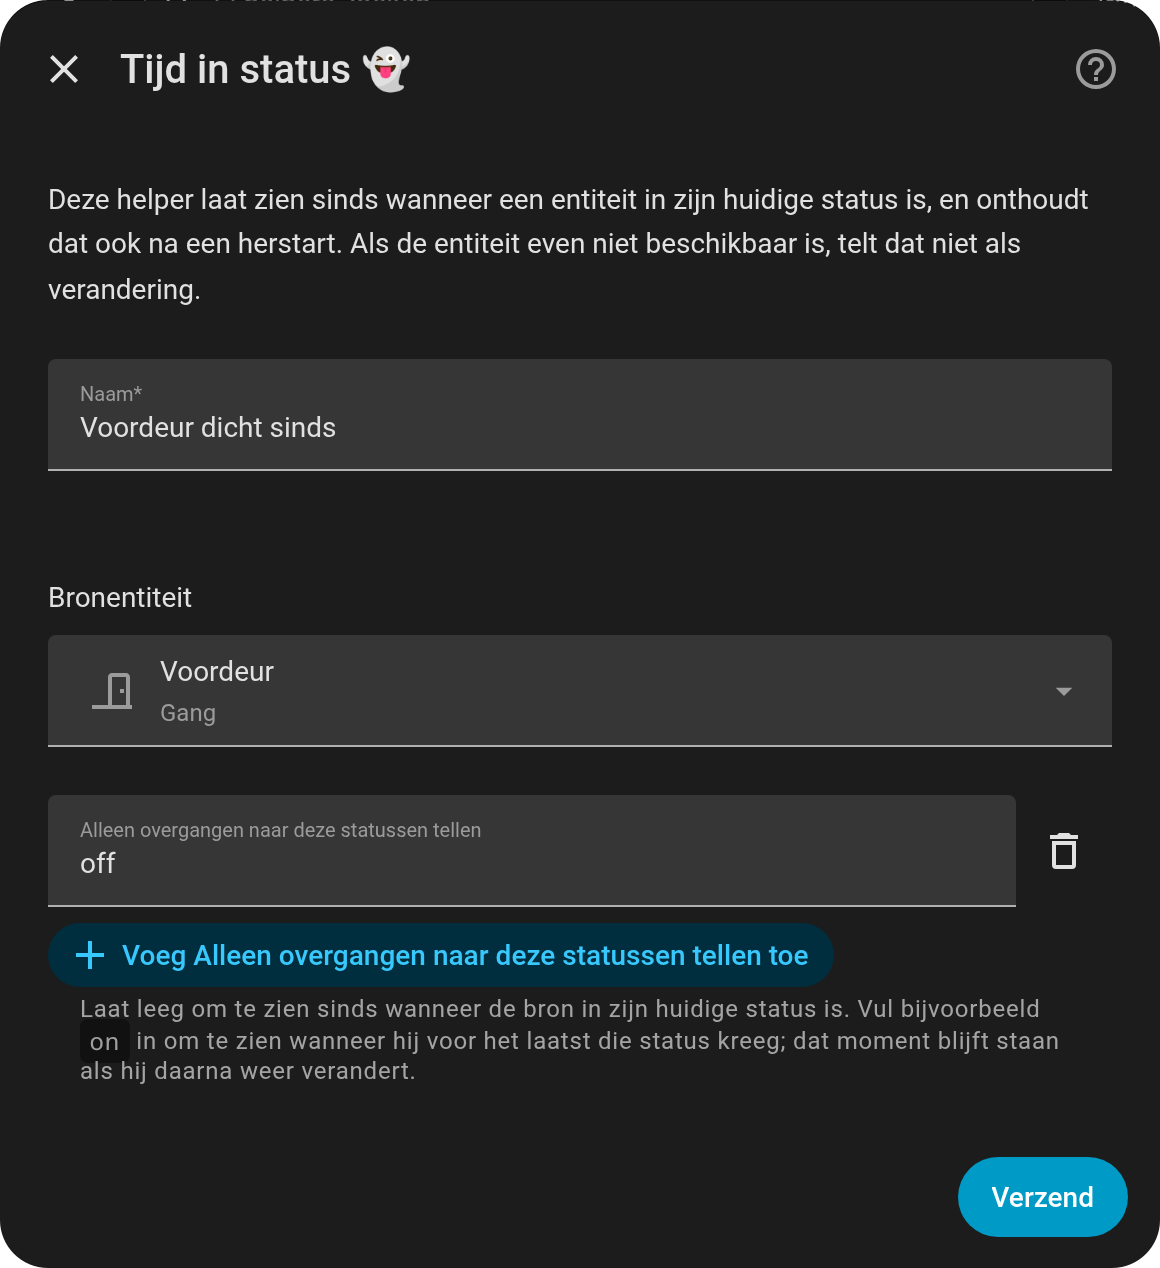 Tijd in status 👻
Deze helper laat zien sinds wanneer een entiteit in zijn huidige status is, en onthoudt
dat ook na een herstart. Als de entiteit even niet beschikbaar is, telt dat niet als
verandering.
Naam*
Voordeur dicht sinds
Bronentiteit
Voordeur
Gang
Alleen overgangen naar deze statussen tellen
off
Voeg Alleen overgangen naar deze statussen tellen toe
Laat leeg om te zien sinds wanneer de bron in zijn huidige status is. Vul bijvoorbeeld
on in om te zien wanneer hij voor het laatst die status kreeg; dat moment blijft staan
als hij daarna weer verandert.
Verzend